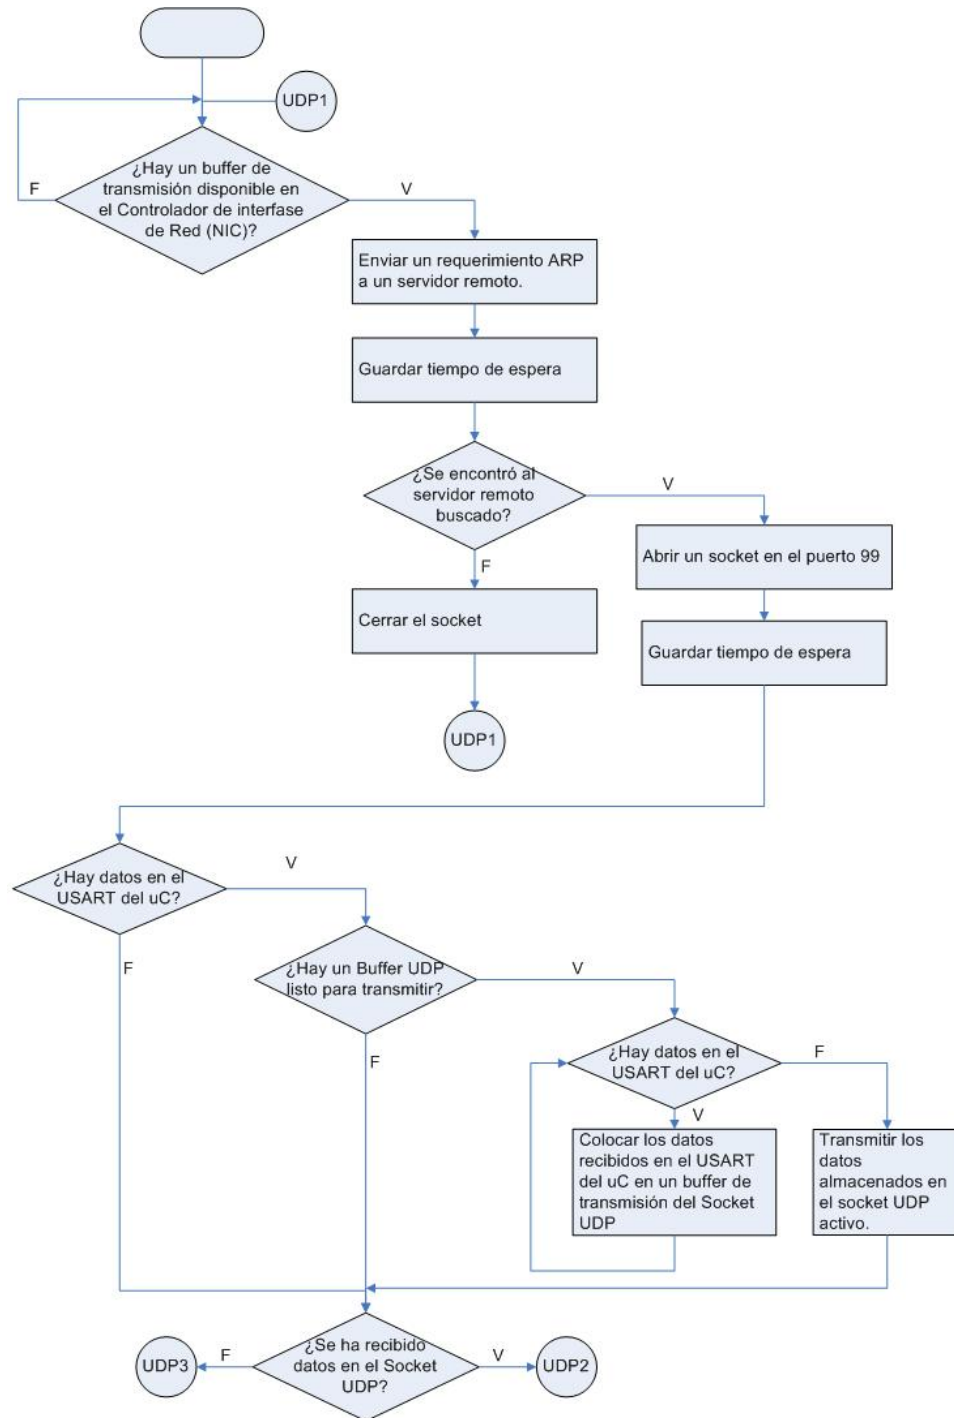 UDP1
¿Hay un buffer de
transmisión disponible en
el Controlador de interfase
de Red (NIC)?
F
V
Enviar un requerimiento ARP
a un servidor remoto.
Guardar tiempo de espera
¿Se encontró al
servidor remoto
buscado?
V
F
Abrir un socket en el puerto 99
Cerrar el socket
Guardar tiempo de espera
UDP1
¿Hay datos en el
USART del uC?
V
F
¿Hay un Buffer UDP
listo para transmitir?
V
F
¿Hay datos en el
USART del uC?
F
V
Colocar los datos
recibidos en el USART
del uC en un buffer de
transmisión del Socket
UDP
Transmitir los
datos
almacenados en
el socket UDP
activo.
¿Se ha recibido
datos en el Socket
UDP?
F
V
UDP3
UDP2